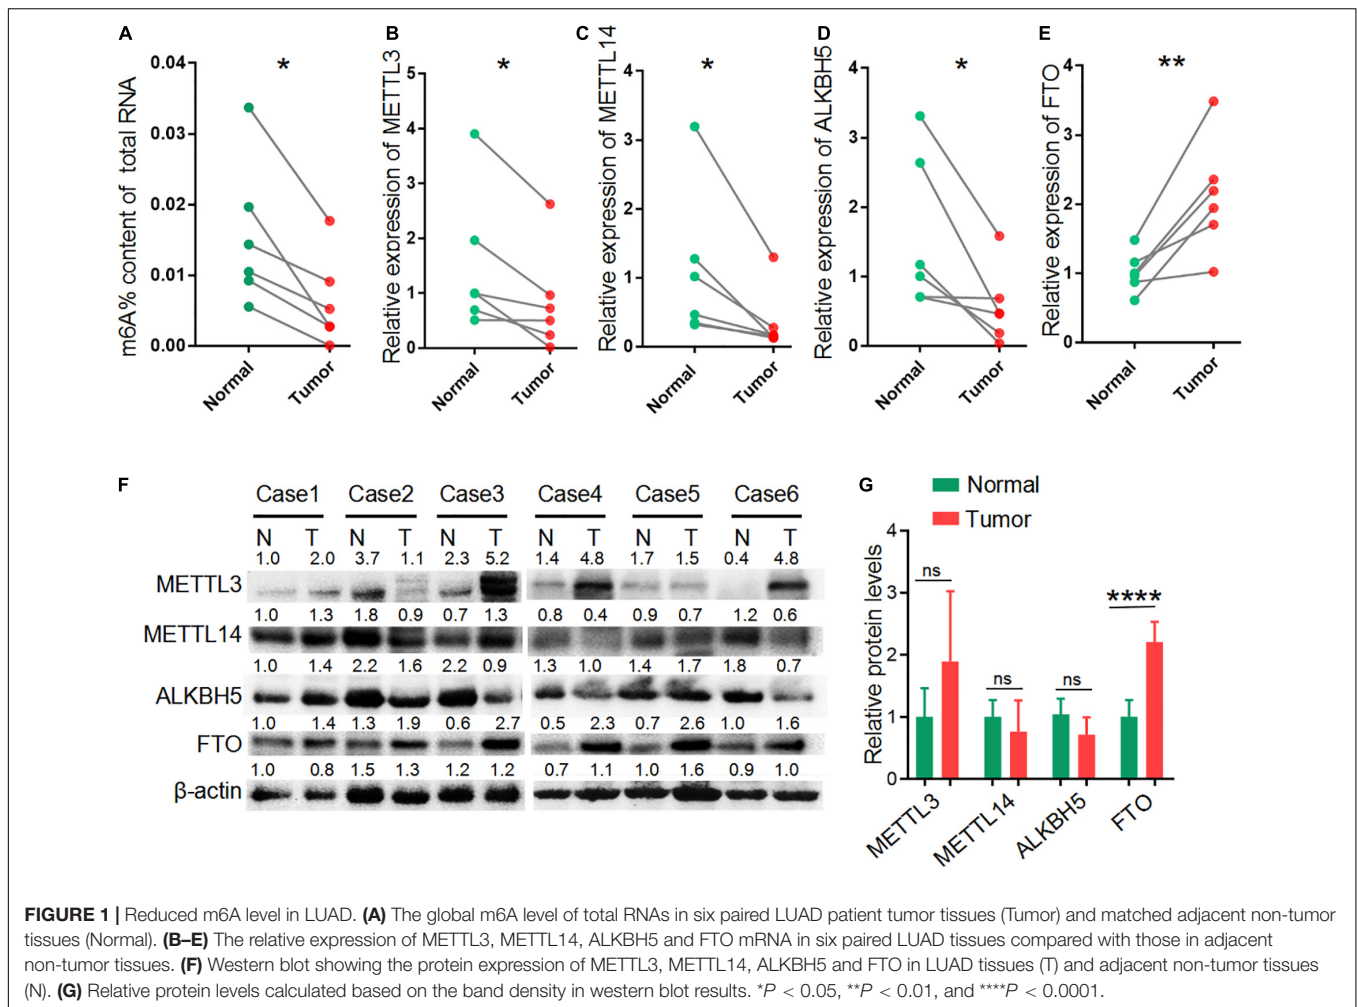 A
B
C
D
E
m6A% content of total RNA
0.04
0.03
0.02
0.01
0.00
*
Normal
Tumor
Relative expression of METTL3
5
4
3
2
1
0
*
Normal
Tumor
Relative expression of METTL14
4
3
2
1
0
*
Normal
Tumor
Relative expression of ALKBH5
4
3
2
1
0
*
Normal
Tumor
Relative expression of FTO
4
3
2
1
0
**
Normal
Tumor
F
Case1 Case2 Case3 Case4 Case5 Case6
N T N T N T N T N T N T
1.0 2.0 3.7 1.1 2.3 5.2 1.4 4.8 1.7 1.5 0.4 4.8
METTL3
1.0 1.3 1.8 0.9 0.7 1.3 0.8 0.4 0.9 0.7 1.2 0.6
METTL14
1.0 1.4 2.2 1.6 2.2 0.9 1.3 1.0 1.4 1.7 1.8 0.7
ALKBH5
1.0 1.4 1.3 1.9 0.6 2.7 0.5 2.3 0.7 2.6 1.0 1.6
FTO
1.0 0.8 1.5 1.3 1.2 1.2 0.7 1.1 1.0 1.6 0.9 1.0
β-actin
G
Normal
Tumor
Relative protein levels
4
3
2
1
0
ns
ns
ns
****
METTL3
METTL14
ALKBH5
FTO
FIGURE 1 | Reduced m6A level in LUAD. (A) The global m6A level of total RNAs in six paired LUAD patient tumor tissues (Tumor) and matched adjacent non-tumor
tissues (Normal). (B–E) The relative expression of METTL3, METTL14, ALKBH5 and FTO mRNA in six paired LUAD tissues compared with those in adjacent
non-tumor tissues. (F) Western blot showing the protein expression of METTL3, METTL14, ALKBH5 and FTO in LUAD tissues (T) and adjacent non-tumor tissues
(N). (G) Relative protein levels calculated based on the band density in western blot results. *P < 0.05, **P < 0.01, and ****P < 0.0001.